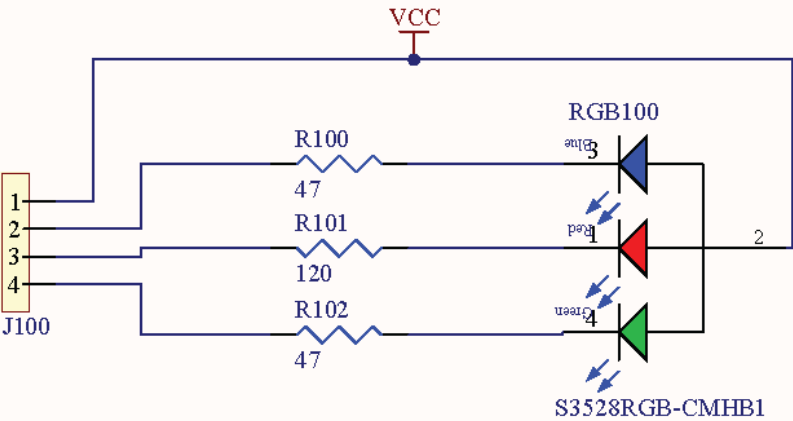 VCC
RGB100
R100
Blue
3
47
1
2
3
4
R101
Red
1
2
120
R102
Green
4
J100
47
S3528RGB-CMHB1